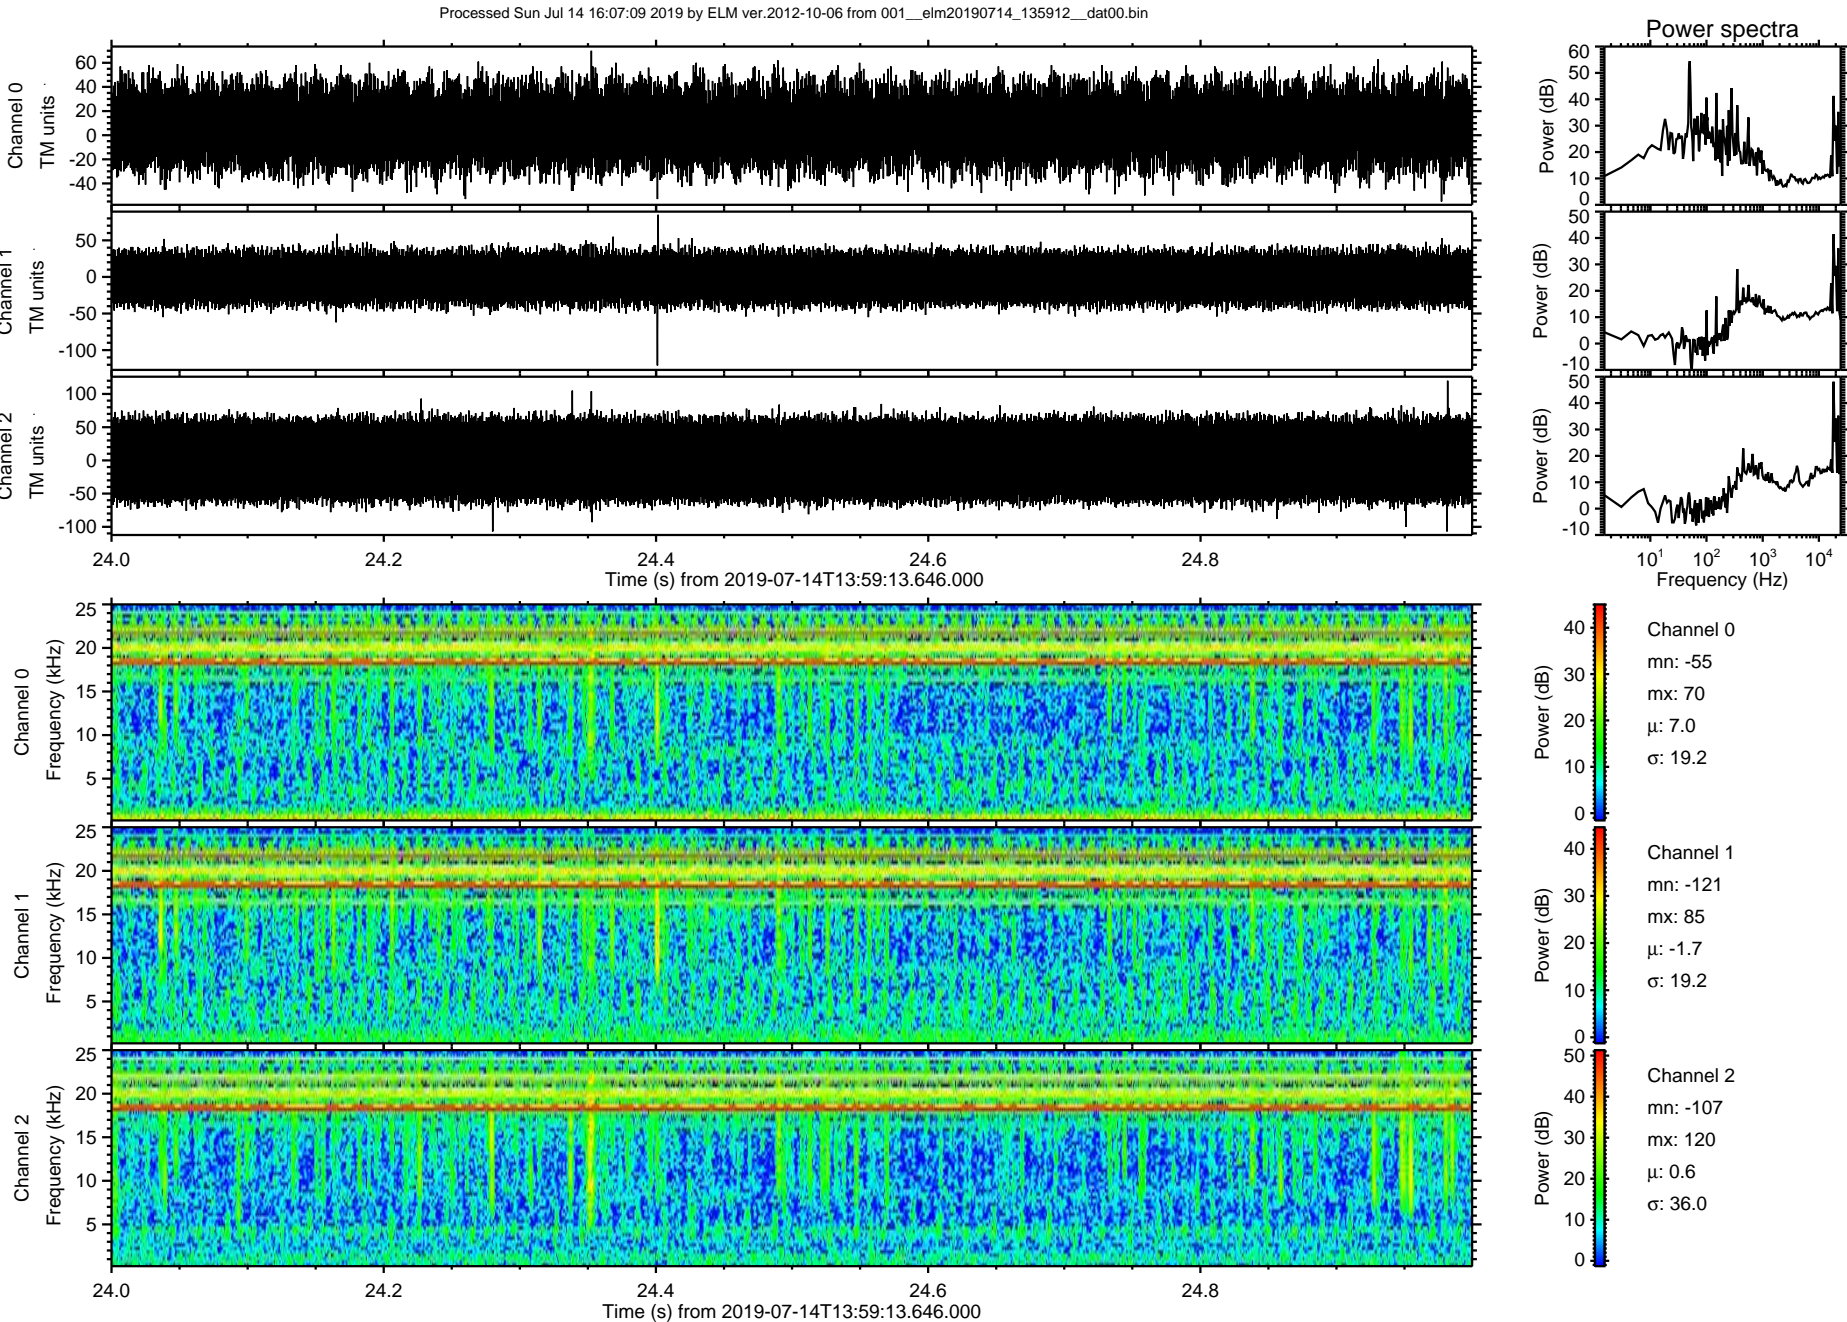 Processed Sun Jul 14 16:07:09 2019 by ELM ver.2012-10-06 from 001__elm20190714_135912__dat00.bin
Power spectra
Channel 0
TM units
60
40
20
0
-20
-40
Power (dB)
60
50
40
30
20
10
0
Channel 1
TM units
50
0
-50
-100
Power (dB)
50
40
30
20
10
0
-10
Channel 2
TM units
100
50
0
-50
-100
Power (dB)
50
40
30
20
10
0
-10
24.0 24.2 24.4 24.6 24.8
Time (s) from 2019-07-14T13:59:13.646.000
10^1 10^2 10^3 10^4
Frequency (Hz)
Channel 0
Frequency (kHz)
25
20
15
10
5
Power (dB)
40
30
20
10
0
Channel 0
mn: -55
mx: 70
μ: 7.0
σ: 19.2
Channel 1
Frequency (kHz)
25
20
15
10
5
Power (dB)
40
30
20
10
0
Channel 1
mn: -121
mx: 85
μ: -1.7
σ: 19.2
Channel 2
Frequency (kHz)
25
20
15
10
5
Power (dB)
50
40
30
20
10
0
Channel 2
mn: -107
mx: 120
μ: 0.6
σ: 36.0
24.0 24.2 24.4 24.6 24.8
Time (s) from 2019-07-14T13:59:13.646.000